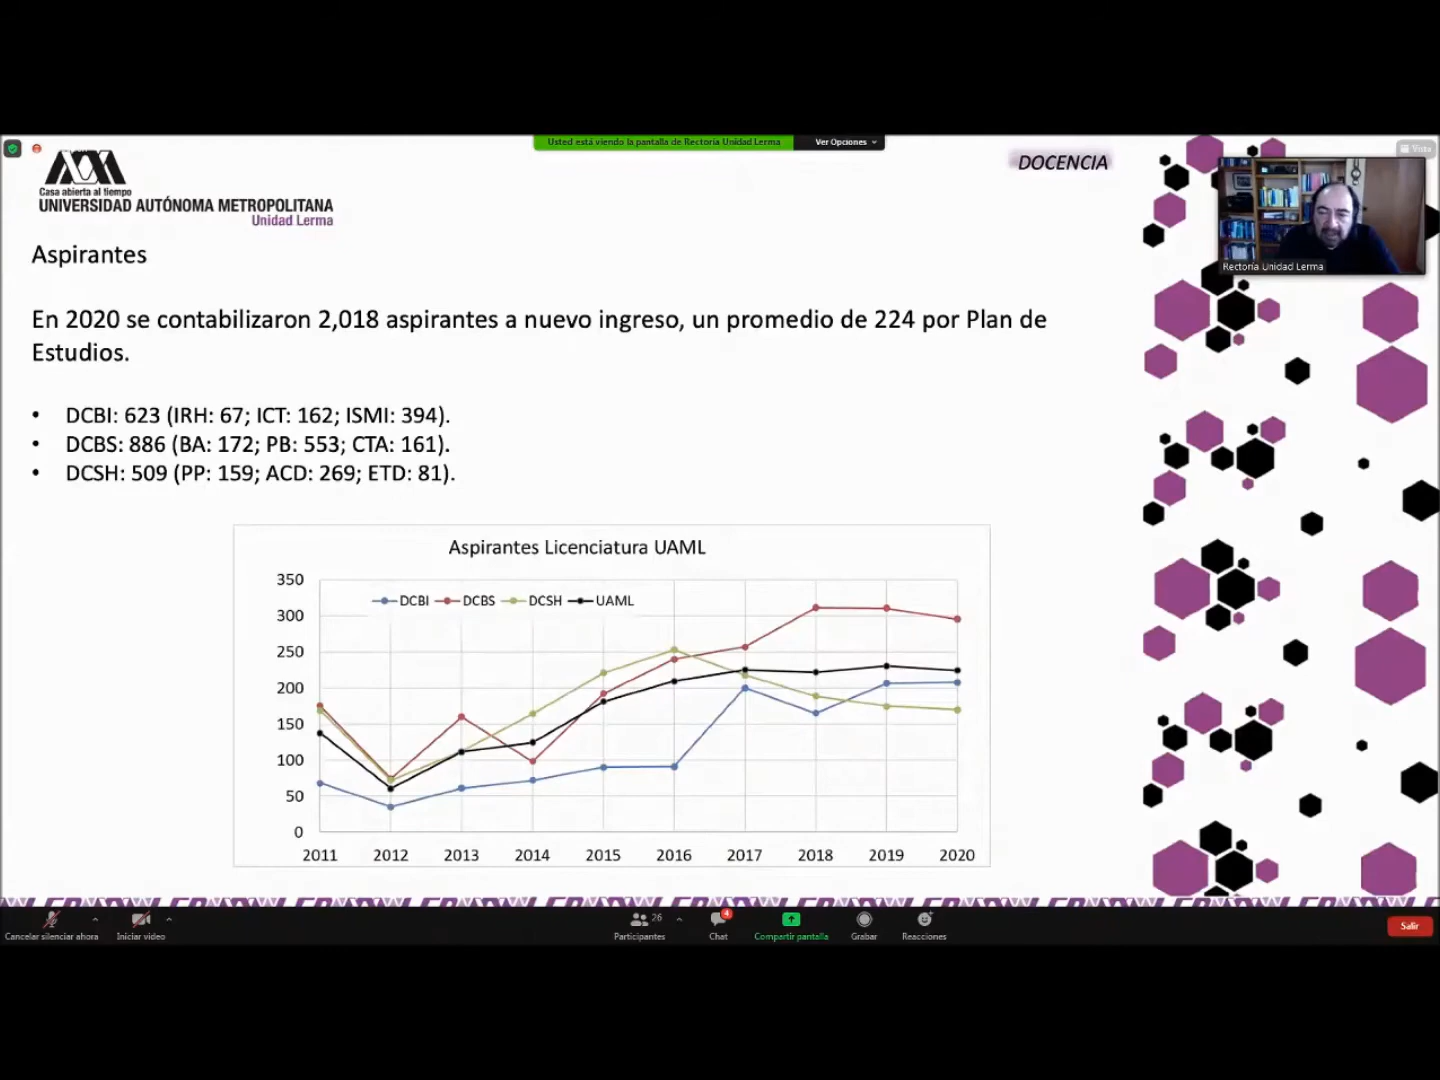 Usted está viendo la pantalla de Rectoría Unidad Lerma
Ver Opciones
Vista
Casa abierta al tiempo
UNIVERSIDAD AUTÓNOMA METROPOLITANA
Unidad Lerma
DOCENCIA
Rectoría Unidad Lerma
Aspirantes
En 2020 se contabilizaron 2,018 aspirantes a nuevo ingreso, un promedio de 224 por Plan de
Estudios.
• DCBI: 623 (IRH: 67; ICT: 162; ISMI: 394).
• DCBS: 886 (BA: 172; PB: 553; CTA: 161).
• DCSH: 509 (PP: 159; ACD: 269; ETD: 81).
Aspirantes Licenciatura UAML
DCBI DCBS DCSH UAML
350
300
250
200
150
100
50
0
2011 2012 2013 2014 2015 2016 2017 2018 2019 2020
Cancelar silenciar ahora
Iniciar video
26
Participantes
4
Chat
Compartir pantalla
Grabar
Reacciones
Salir